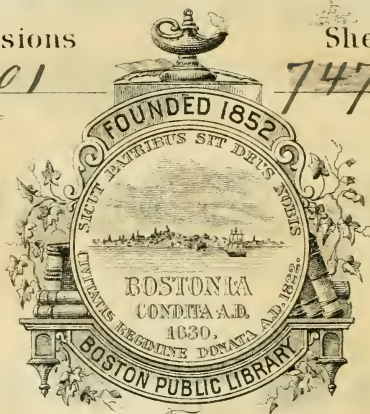 sions
She
01
747
FOUNDED 1852
SICUT PATRIBUS SIT DEUS NOBIS
BOSTONIA
CONDITA A.D.
1630.
CIVITATIS REGIMINE DONATA A.D. 1822.
BOSTON PUBLIC LIBRARY